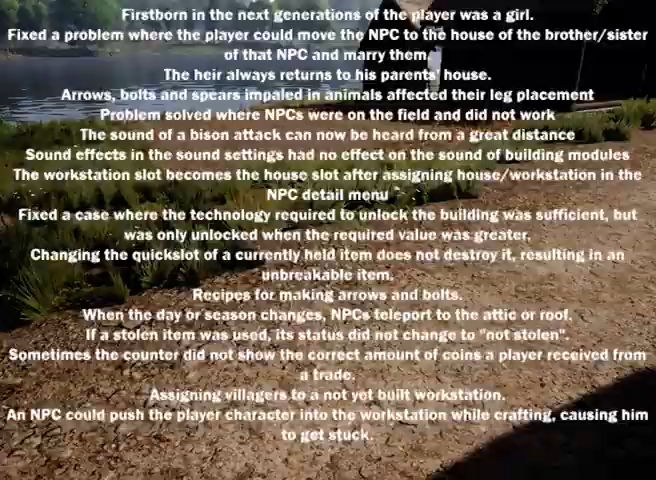 Firstborn in the next generations of the player was a girl.
Fixed a problem where the player could move the NPC to the house of the brother/sister
of that NPC and marry them
The heir always returns to his parents' house.
Arrows, bolts and spears impaled in animals affected their leg placement
Problem solved where NPCs were on the field and did not work
The sound of a bison attack can now be heard from a great distance
Sound effects in the sound settings had no effect on the sound of building modules
The workstation slot becomes the house slot after assigning house/workstation in the
NPC detail menu
Fixed a case where the technology required to unlock the building was sufficient, but
was only unlocked when the required value was greater.
Changing the quickslot of a currently held item does not destroy it, resulting in an
unbreakable item.
Recipes for making arrows and bolts.
When the day or season changes, NPCs teleport to the attic or roof.
If a stolen item was used, its status did not change to "not stolen".
Sometimes the counter did not show the correct amount of coins a player received from
a trade.
Assigning villagers to a not yet built workstation.
An NPC could push the player character into the workstation while crafting, causing him
to get stuck.